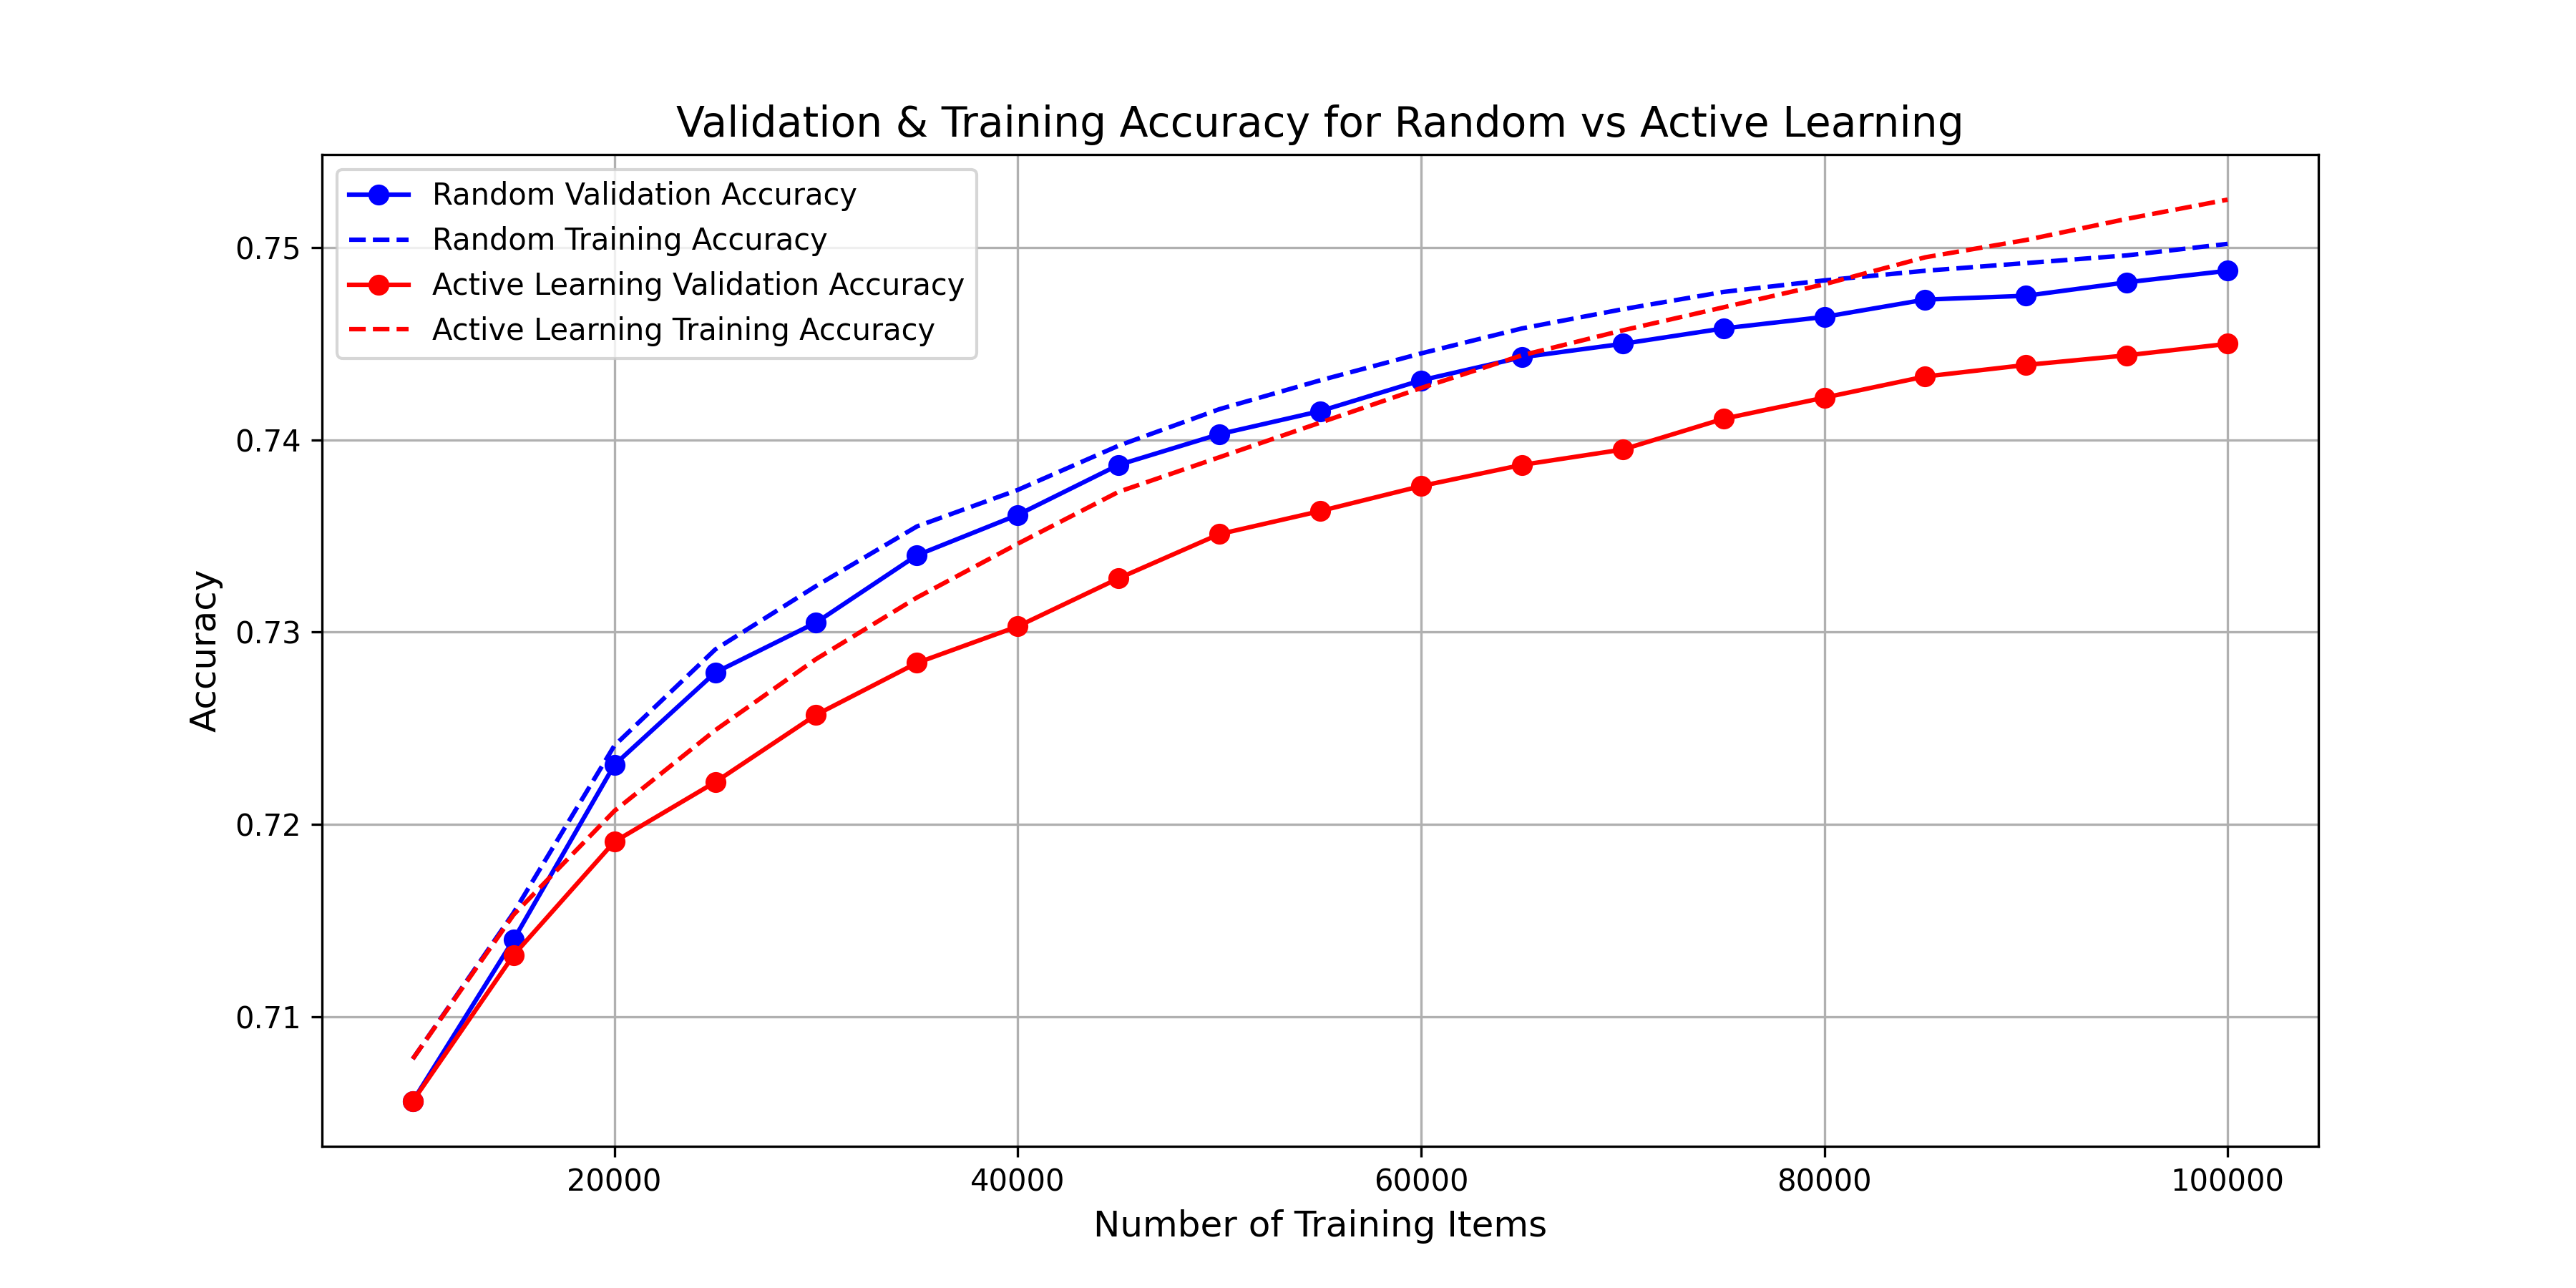 Validation & Training Accuracy for Random vs Active Learning
Random Validation Accuracy
Random Training Accuracy
Active Learning Validation Accuracy
Active Learning Training Accuracy
0.75
0.74
0.73
0.72
0.71
Accuracy
20000 40000 60000 80000 100000
Number of Training Items